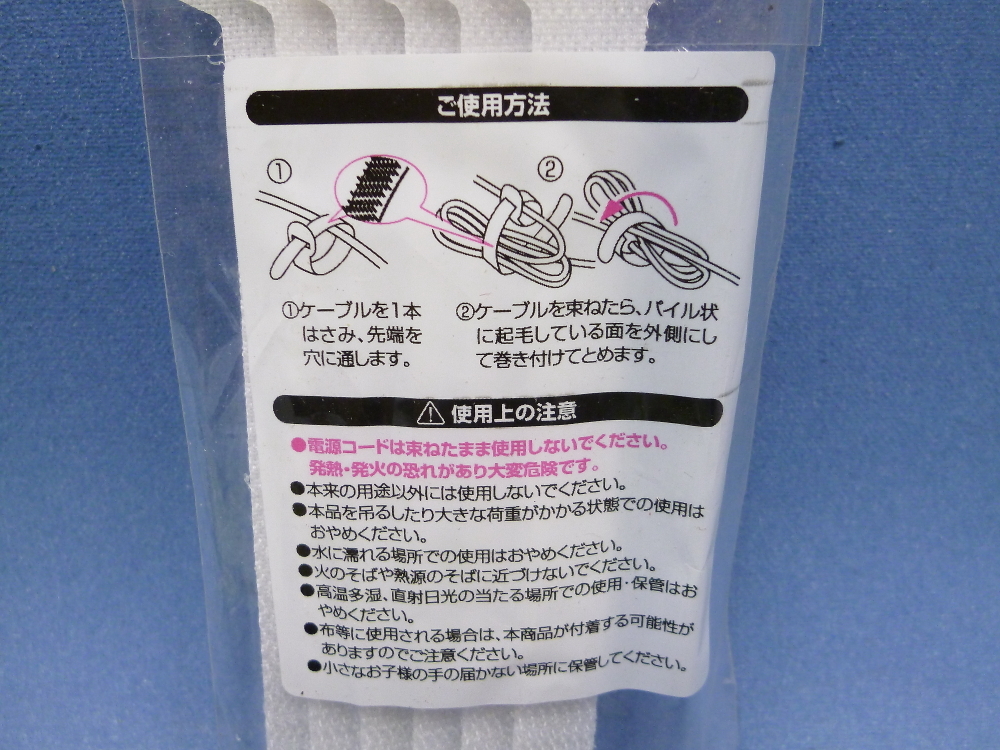 ご使用方法
① ②
①ケーブルを1本
はさみ、先端を
穴に通します。
②ケーブルを束ねたら、パイル状
に起毛している面を外側にし
て巻き付けてとめます。
⚠ 使用上の注意
●電源コードは束ねたまま使用しないでください。
発熱・発火の恐れがあり大変危険です。
●本来の用途以外には使用しないでください。
●本品を吊るしたり大きな荷重がかかる状態での使用は
おやめください。
●水に濡れる場所での使用はおやめください。
●火のそばや熱源のそばに近づけないでください。
●高温多湿、直射日光の当たる場所での使用・保管はお
やめください。
●布等に使用される場合は、本商品が付着する可能性が
ありますのでご注意ください。
●小さなお子様の手の届かない場所に保管してください。